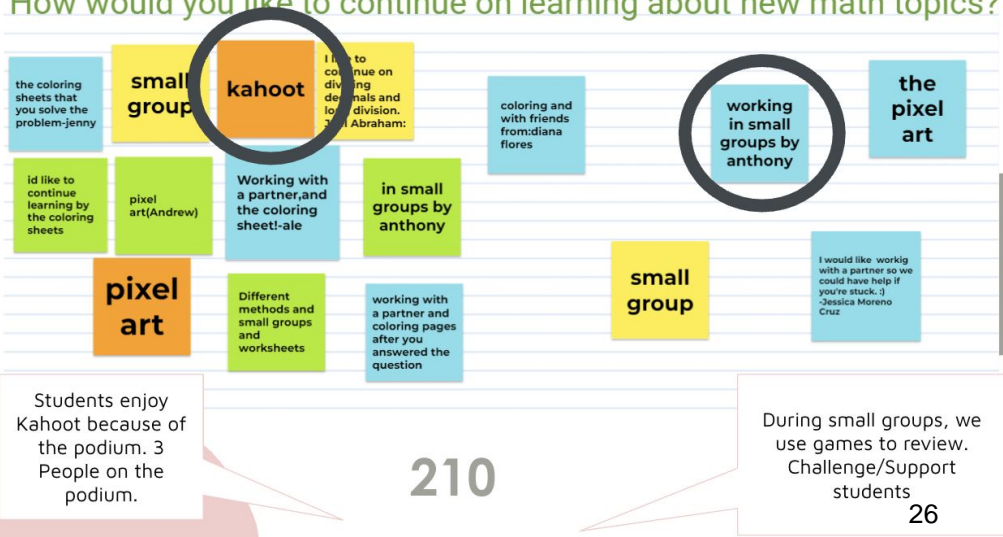 How would you like to continue on learning about new math topics?
the coloring
sheets that
you solve the
problem-jenny
small
group
kahoot
I like to
continue on
dividing
decimals and
long division.
Abraham:
coloring and
with friends
from:diana
flores
working
in small
groups by
anthony
the
pixel
art
id like to
continue
learning by
the coloring
sheets
pixel
art(Andrew)
Working with
a partner,and
the coloring
sheet!-ale
in small
groups by
anthony
pixel
art
Different
methods and
small groups
and
worksheets
working with
a partner and
coloring pages
after you
answered the
question
small
group
I would like workig
with a partner so we
could have help if
you're stuck. :)
-Jessica Moreno
Cruz
Students enjoy
Kahoot because of
the podium. 3
People on the
podium.
210
During small groups, we
use games to review.
Challenge/Support
students
26